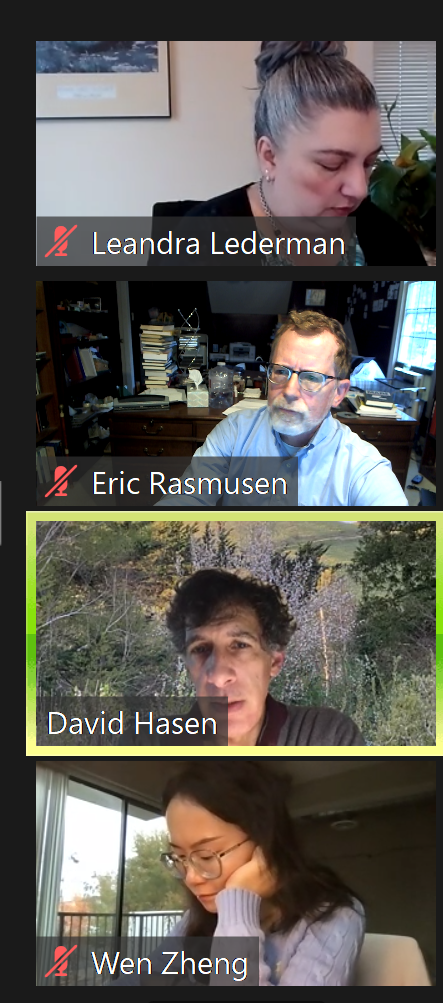 Leandra Lederman
Eric Rasmusen
David Hasen
Wen Zheng